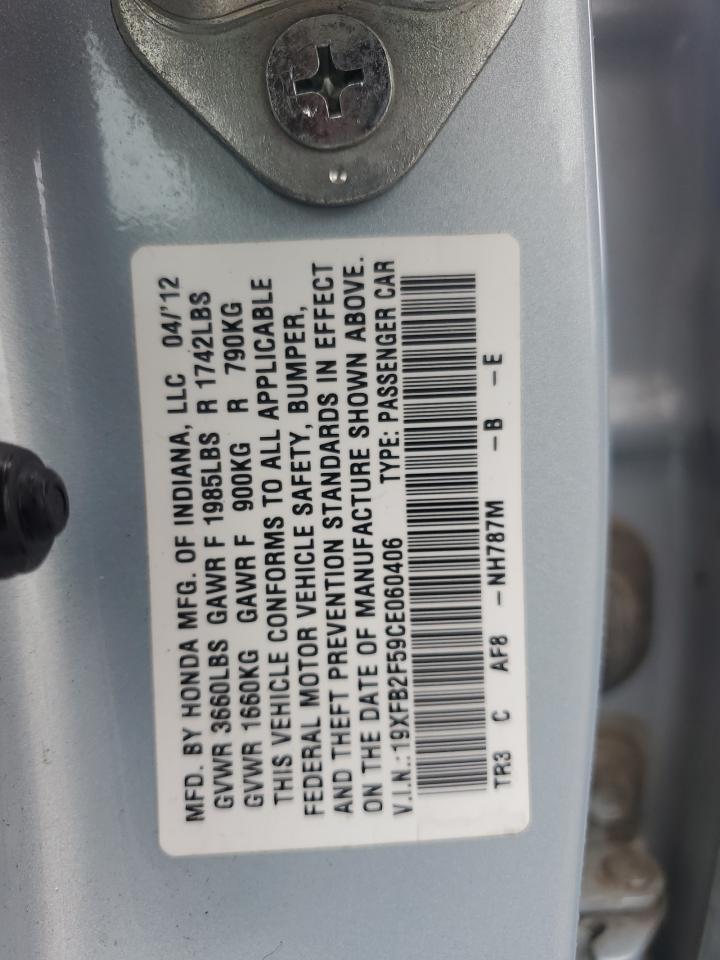 MFD. BY HONDA MFG. OF INDIANA, LLC 04/'12
GVWR 3660LBS GAWR F 1985LBS R 1742LBS
GVWR 1660KG GAWR F 900KG R 790KG
THIS VEHICLE CONFORMS TO ALL APPLICABLE
FEDERAL MOTOR VEHICLE SAFETY, BUMPER,
AND THEFT PREVENTION STANDARDS IN EFFECT
ON THE DATE OF MANUFACTURE SHOWN ABOVE.
V.I.N.:19XFB2F59CE060406 TYPE: PASSENGER CAR
TR3 C AF8 -NH787M -B -E